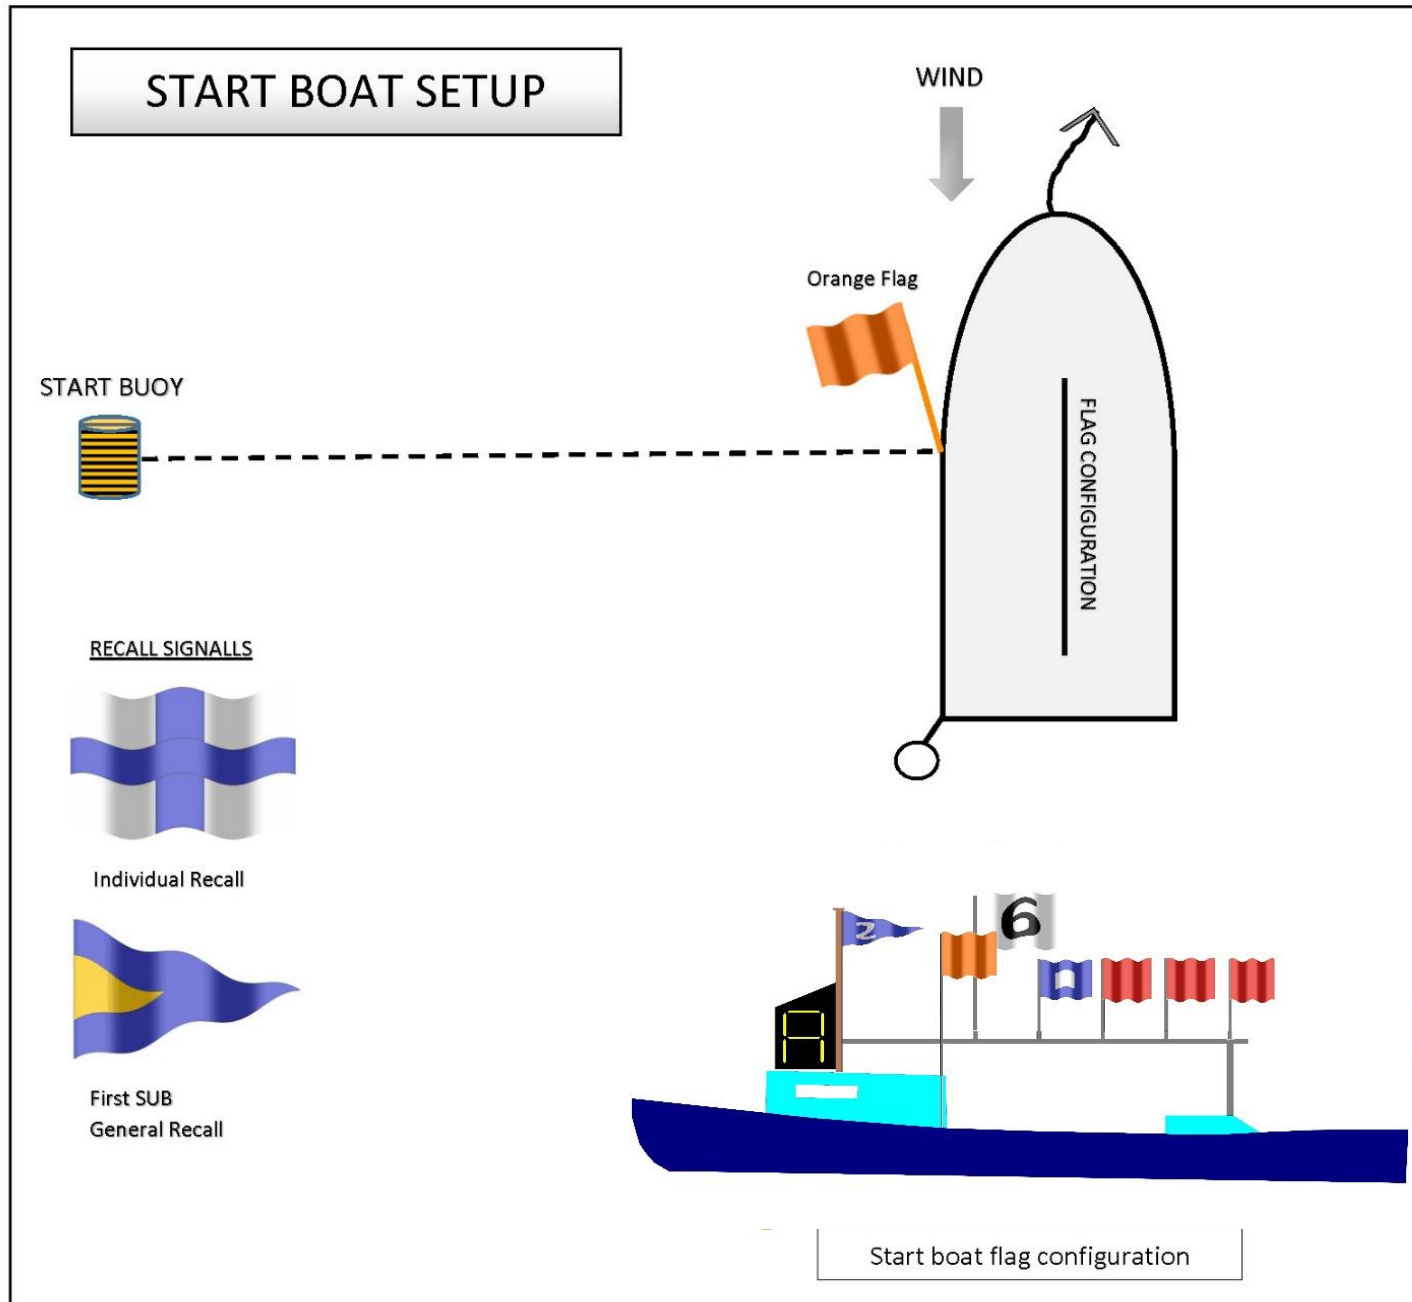 START BOAT SETUP
WIND
Orange Flag
START BUOY
FLAG CONFIGURATION
RECALL SIGNALLS
Individual Recall
First SUB
General Recall
2
6
A
Start boat flag configuration